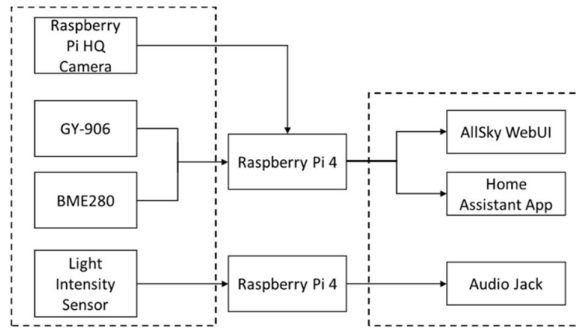 Raspberry
Pi HQ
Camera
GY-906
BME280
Light
Intensity
Sensor
Raspberry Pi 4
Raspberry Pi 4
AllSky WebUI
Home
Assistant App
Audio Jack